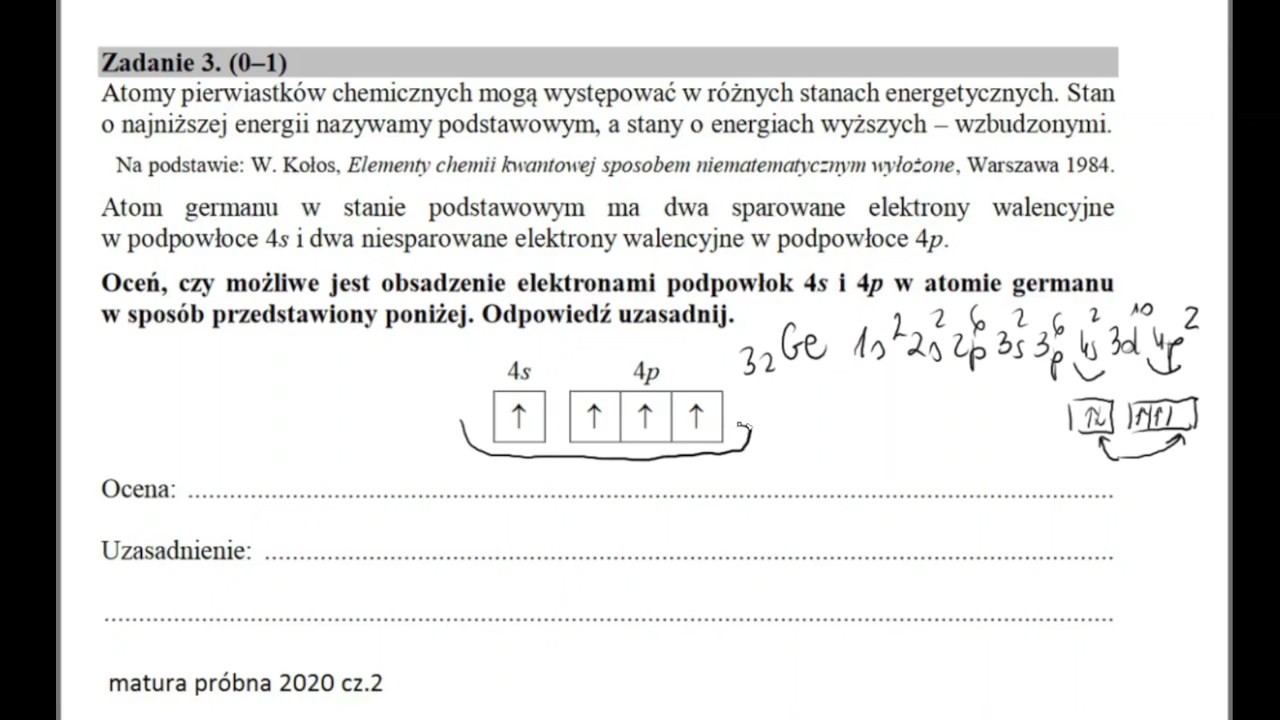 Zadanie 3. (0–1)
Atomy pierwiastków chemicznych mogą występować w różnych stanach energetycznych. Stan
o najniższej energii nazywamy podstawowym, a stany o energiach wyższych – wzbudzonymi.
Na podstawie: W. Kołos, Elementy chemii kwantowej sposobem niematematycznym wyłożone, Warszawa 1984.
Atom germanu w stanie podstawowym ma dwa sparowane elektrony walencyjne
w podpowłoce 4s i dwa niesparowane elektrony walencyjne w podpowłoce 4p.
Oceń, czy możliwe jest obsadzenie elektronami podpowłok 4s i 4p w atomie germanu
w sposób przedstawiony poniżej. Odpowiedź uzasadnij.
₃₂Ge 1s² 2s² 2p⁶ 3s² 3p⁶ 4s² 3d¹⁰ 4p²
4s 4p
↑ ↑ ↑ ↑
↑↓ ↑ ↑
Ocena: ........................................................................
Uzasadnienie: ........................................................................
........................................................................
matura próbna 2020 cz.2